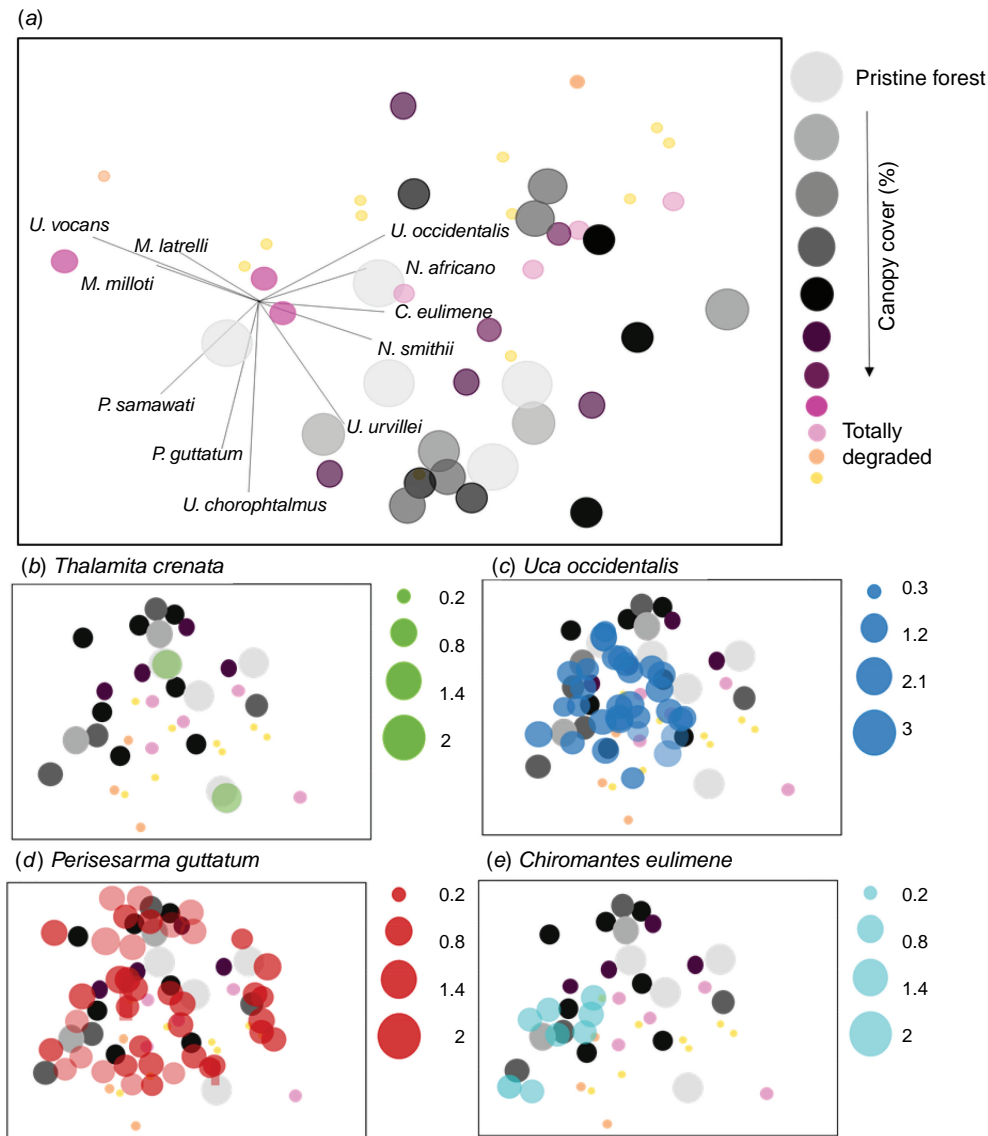 (a)
Pristine forest
Canopy cover (%)
Totally
degraded
U. vocans
M. latrelli
M. milloti
U. occidentalis
N. africano
C. eulimene
N. smithii
P. samawati
P. guttatum
U. urvillei
U. chorophtalmus
(b) Thalamita crenata
0.2
0.8
1.4
2
(c) Uca occidentalis
0.3
1.2
2.1
3
(d) Perisesarma guttatum
0.2
0.8
1.4
2
(e) Chiromantes eulimene
0.2
0.8
1.4
2